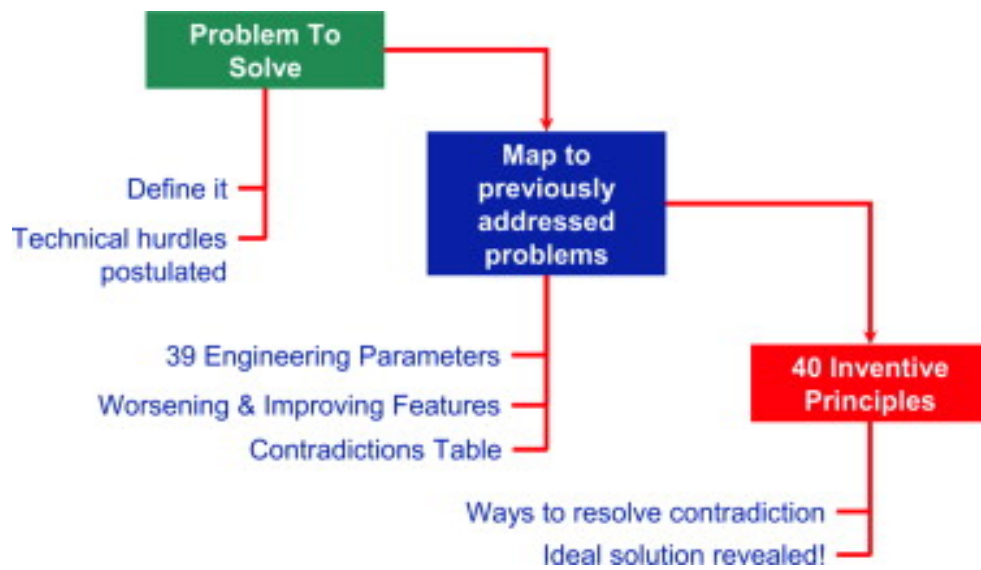 Problem To
Solve
Define it
Technical hurdles
postulated
Map to
previously
addressed
problems
39 Engineering Parameters
Worsening & Improving Features
Contradictions Table
40 Inventive
Principles
Ways to resolve contradiction
Ideal solution revealed!